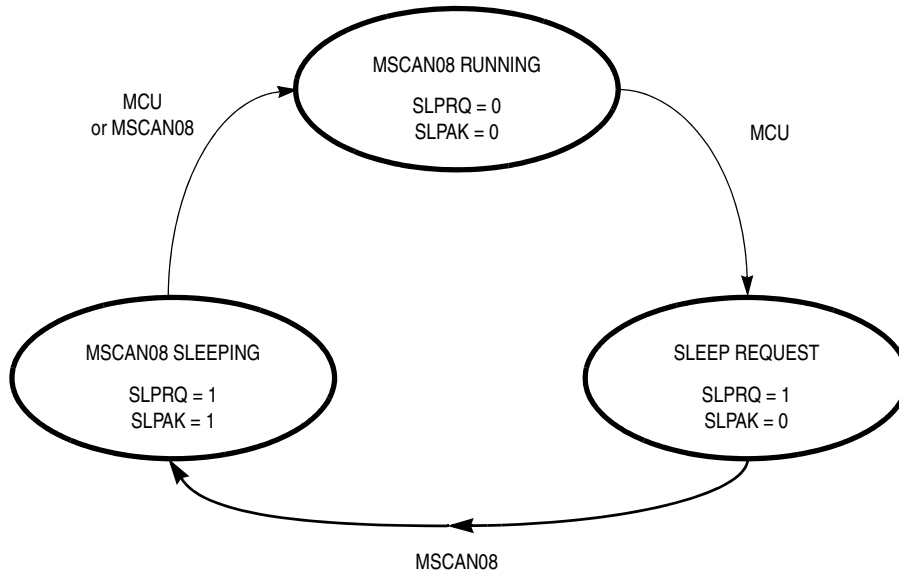 MSCAN08 RUNNING
SLPRQ = 0
SLPAK = 0
MCU
or MSCAN08
MCU
MSCAN08 SLEEPING
SLPRQ = 1
SLPAK = 1
SLEEP REQUEST
SLPRQ = 1
SLPAK = 0
MSCAN08